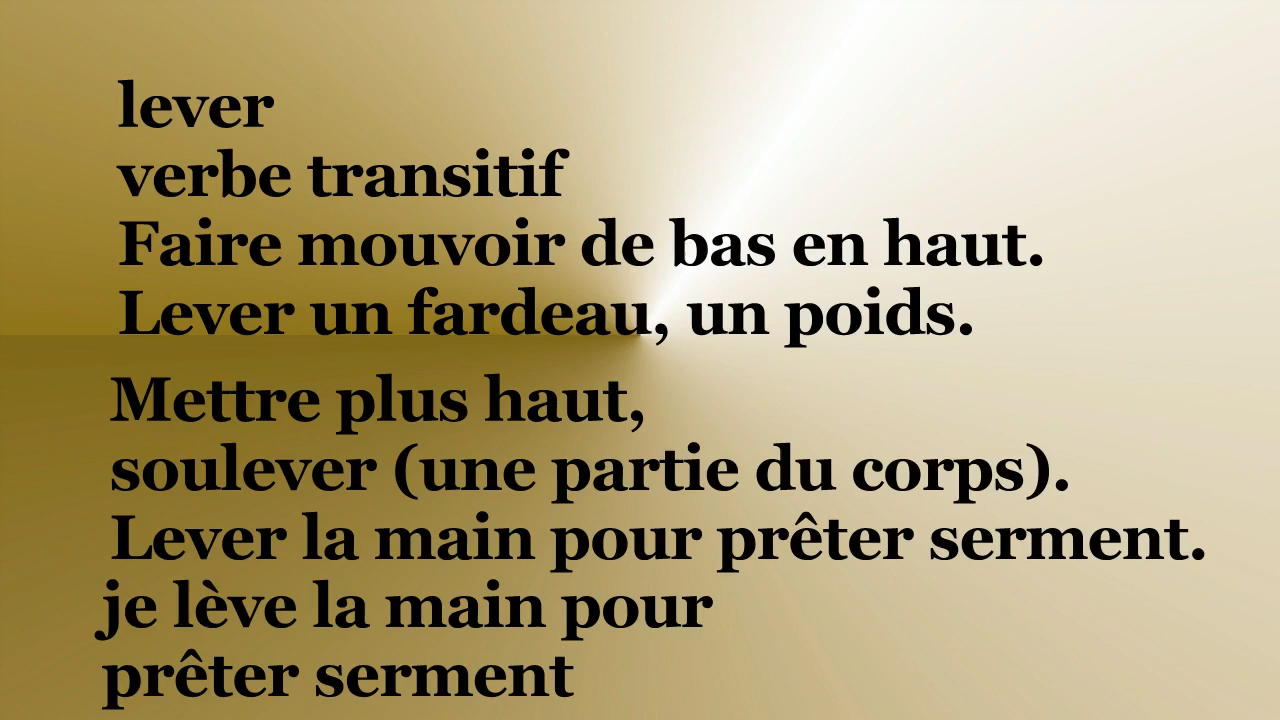 lever
verbe transitif
Faire mouvoir de bas en haut.
Lever un fardeau, un poids.
Mettre plus haut,
soulever (une partie du corps).
Lever la main pour prêter serment.
je lève la main pour
prêter serment